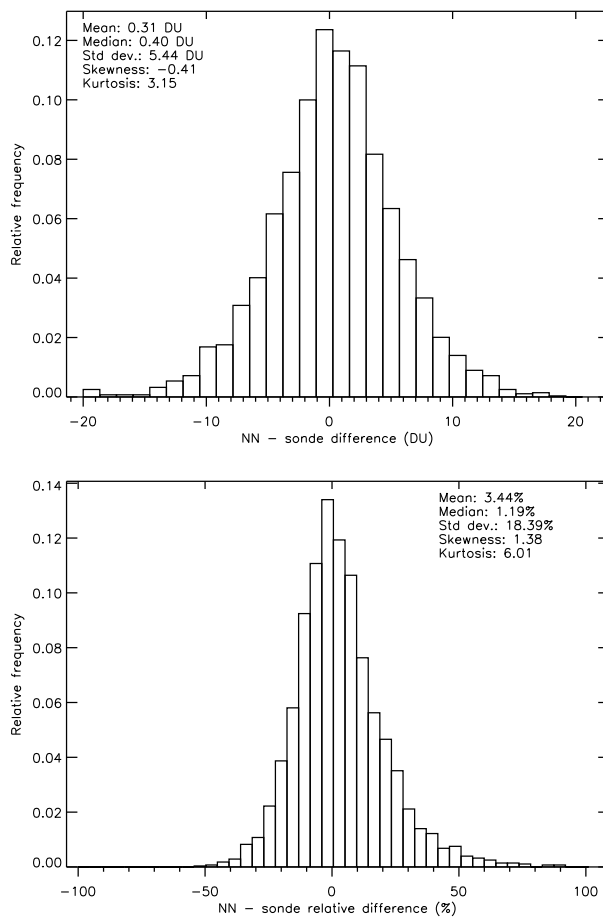 Mean: 0.31 DU
Median: 0.40 DU
Std dev.: 5.44 DU
Skewness: −0.41
Kurtosis: 3.15
0.12
0.10
0.08
0.06
0.04
0.02
0.00
Relative frequency
−20 −10 0 10 20
NN − sonde difference (DU)
Mean: 3.44%
Median: 1.19%
Std dev.: 18.39%
Skewness: 1.38
Kurtosis: 6.01
0.14
0.12
0.10
0.08
0.06
0.04
0.02
0.00
Relative frequency
−100 −50 0 50 100
NN − sonde relative difference (%)